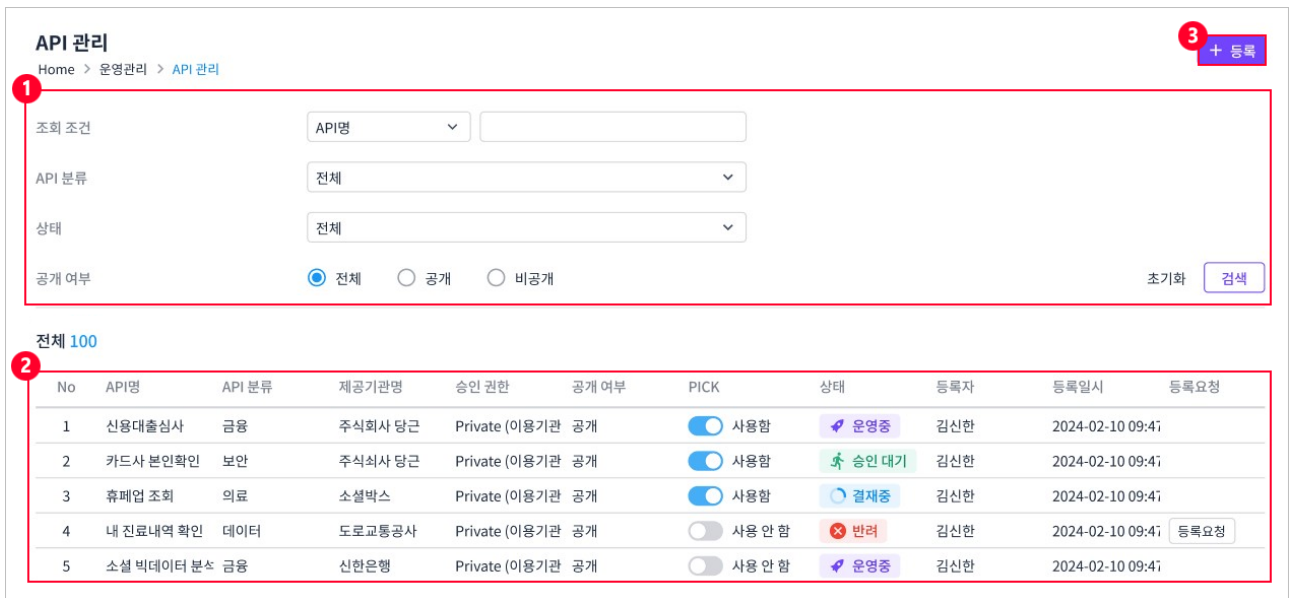 API 관리
Home > 운영관리 > API 관리
3
+ 등록
1
조회 조건 API명
API 분류 전체
상태 전체
공개 여부 전체 공개 비공개 초기화 검색
전체 100
2
No API명 API 분류 제공기관명 승인 권한 공개 여부 PICK 상태 등록자 등록일시 등록요청
1 신용대출심사 금융 주식회사 당근 Private (이용기관 공개 사용함 운영중 김신한 2024-02-10 09:47
2 카드사 본인확인 보안 주식쇠사 당근 Private (이용기관 공개 사용함 승인 대기 김신한 2024-02-10 09:47
3 휴페업 조회 의료 소셜박스 Private (이용기관 공개 사용함 결재중 김신한 2024-02-10 09:47
4 내 진료내역 확인 데이터 도로교통공사 Private (이용기관 공개 사용 안 함 반려 김신한 2024-02-10 09:47 등록요청
5 소셜 빅데이터 분석 금융 신한은행 Private (이용기관 공개 사용 안 함 운영중 김신한 2024-02-10 09:47